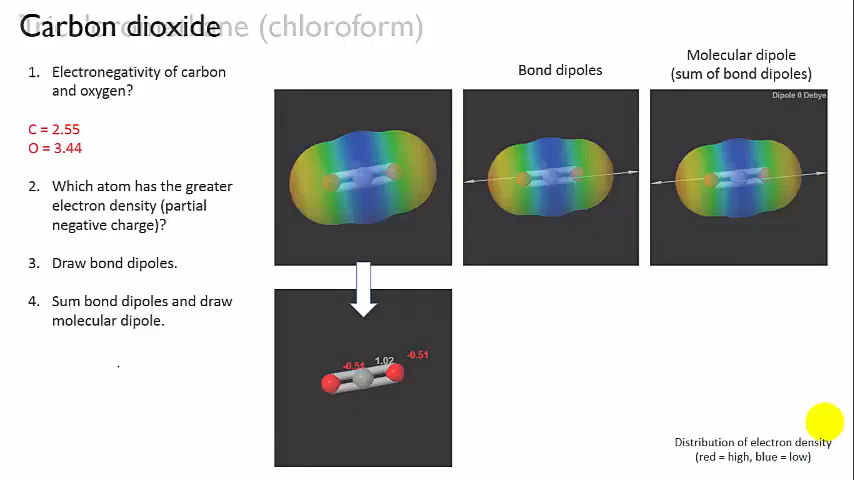 Carbon dioxide
(chloroform)
1. Electronegativity of carbon
and oxygen?
C = 2.55
O = 3.44
2. Which atom has the greater
electron density (partial
negative charge)?
3. Draw bond dipoles.
4. Sum bond dipoles and draw
molecular dipole.
Bond dipoles
Molecular dipole
(sum of bond dipoles)
Dipole 0 Debye
-0.51
1.02
-0.51
Distribution of electron density
(red = high, blue = low)